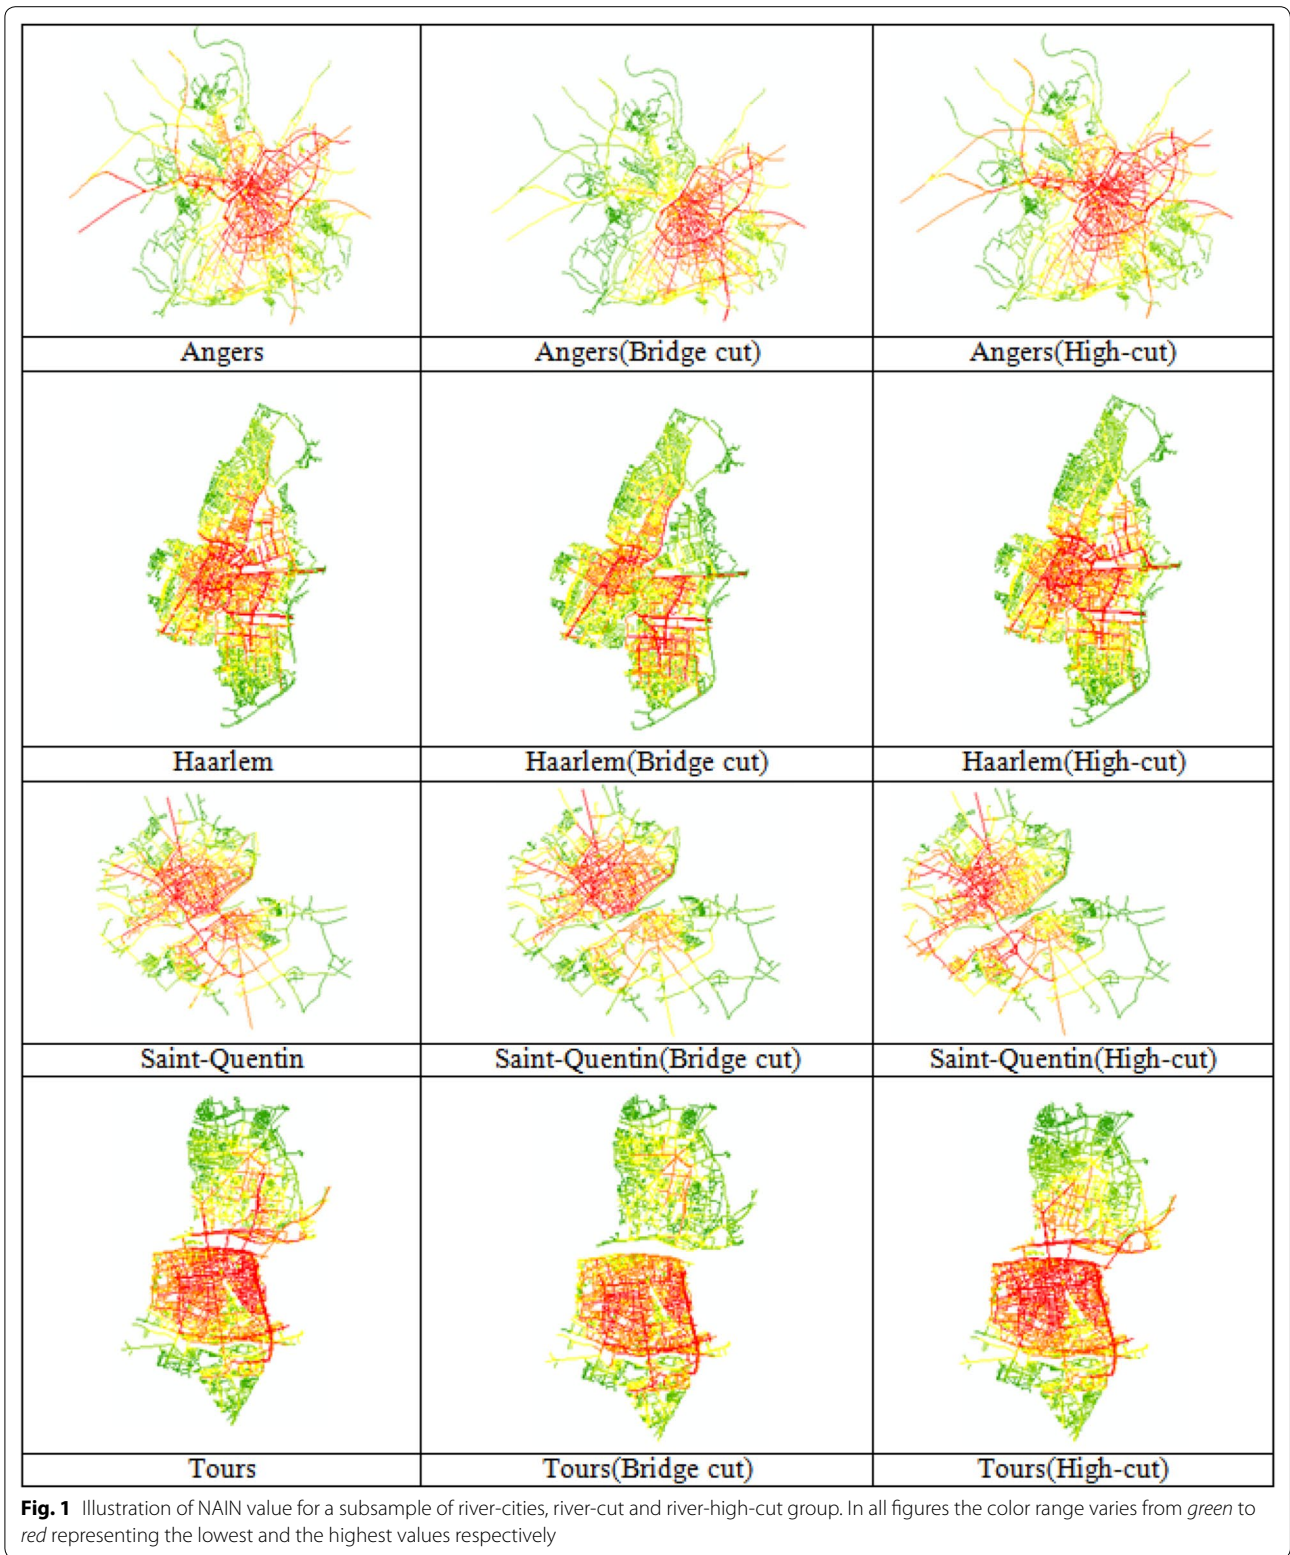 Angers
Angers(Bridge cut)
Angers(High-cut)
Haarlem
Haarlem(Bridge cut)
Haarlem(High-cut)
Saint-Quentin
Saint-Quentin(Bridge cut)
Saint-Quentin(High-cut)
Tours
Tours(Bridge cut)
Tours(High-cut)
Fig. 1 Illustration of NAIN value for a subsample of river-cities, river-cut and river-high-cut group. In all figures the color range varies from green to
red representing the lowest and the highest values respectively